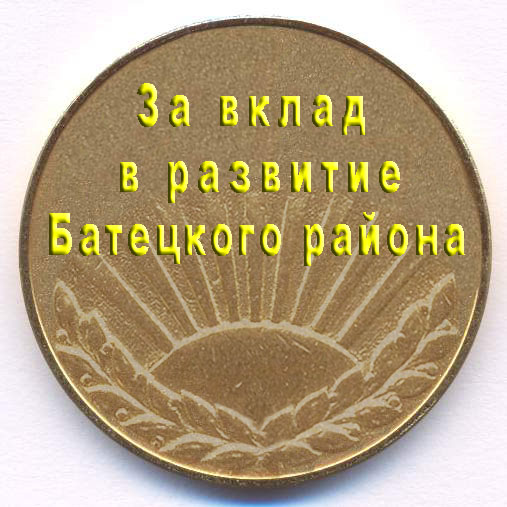 За вклад
в развитие
Батецкого района